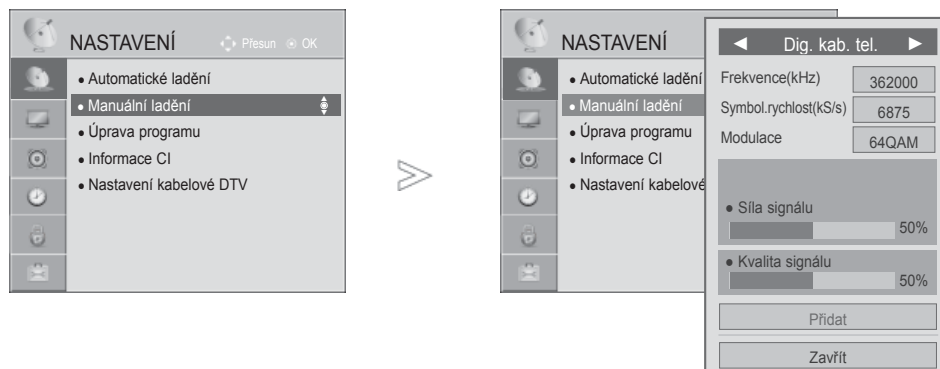 NASTAVENÍ
Přesun OK
● Automatické ladění
● Manuální ladění
● Úprava programu
● Informace CI
● Nastavení kabelové DTV
>
NASTAVENÍ
● Automatické ladění
● Manuální ladění
● Úprava programu
● Informace CI
● Nastavení kabelové
◄ Dig. kab. tel. ►
Frekvence(kHz) 362000
Symbol.rychlost(kS/s) 6875
Modulace 64QAM
● Síla signálu
50%
● Kvalita signálu
50%
Přidat
Zavřít